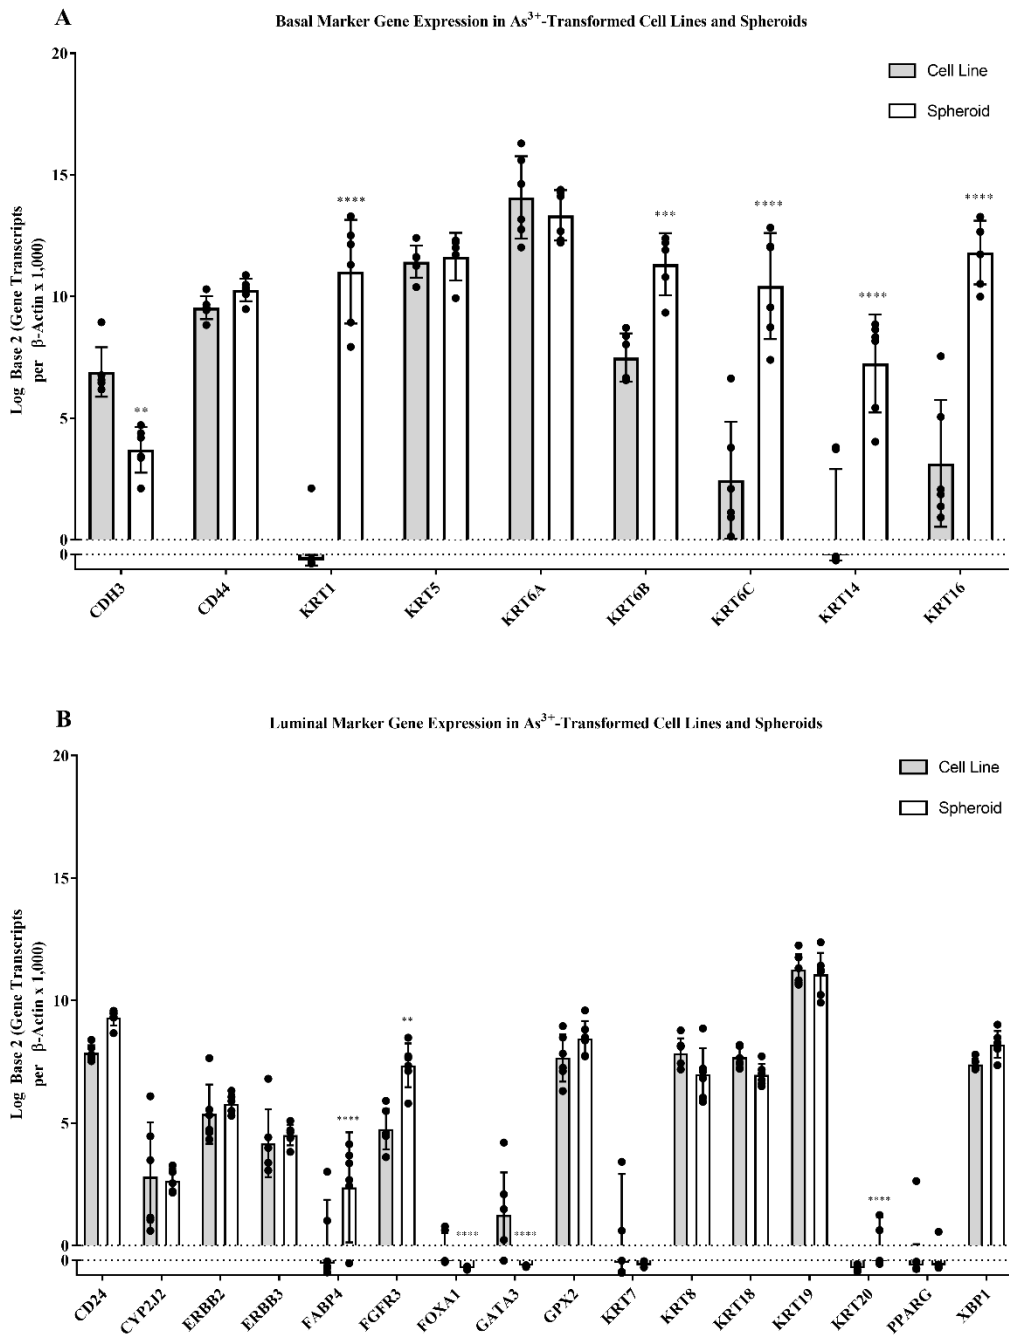 A
Basal Marker Gene Expression in As3+-Transformed Cell Lines and Spheroids
Log Base 2 (Gene Transcripts
per β-Actin x 1,000)
20
15
10
5
0
0
Cell Line
Spheroid
**
****
***
****
****
****
CDH3
CD44
KRT1
KRT5
KRT6A
KRT6B
KRT6C
KRT14
KRT16
B
Luminal Marker Gene Expression in As3+-Transformed Cell Lines and Spheroids
Log Base 2 (Gene Transcripts
per β-Actin x 1,000)
20
15
10
5
0
0
Cell Line
Spheroid
****
**
****
****
****
CD24
CYP2J2
ERBB2
ERBB3
FABP4
FGFR3
FOXA1
GATA3
GPX2
KRT7
KRT8
KRT18
KRT19
KRT20
PPARG
XBP1